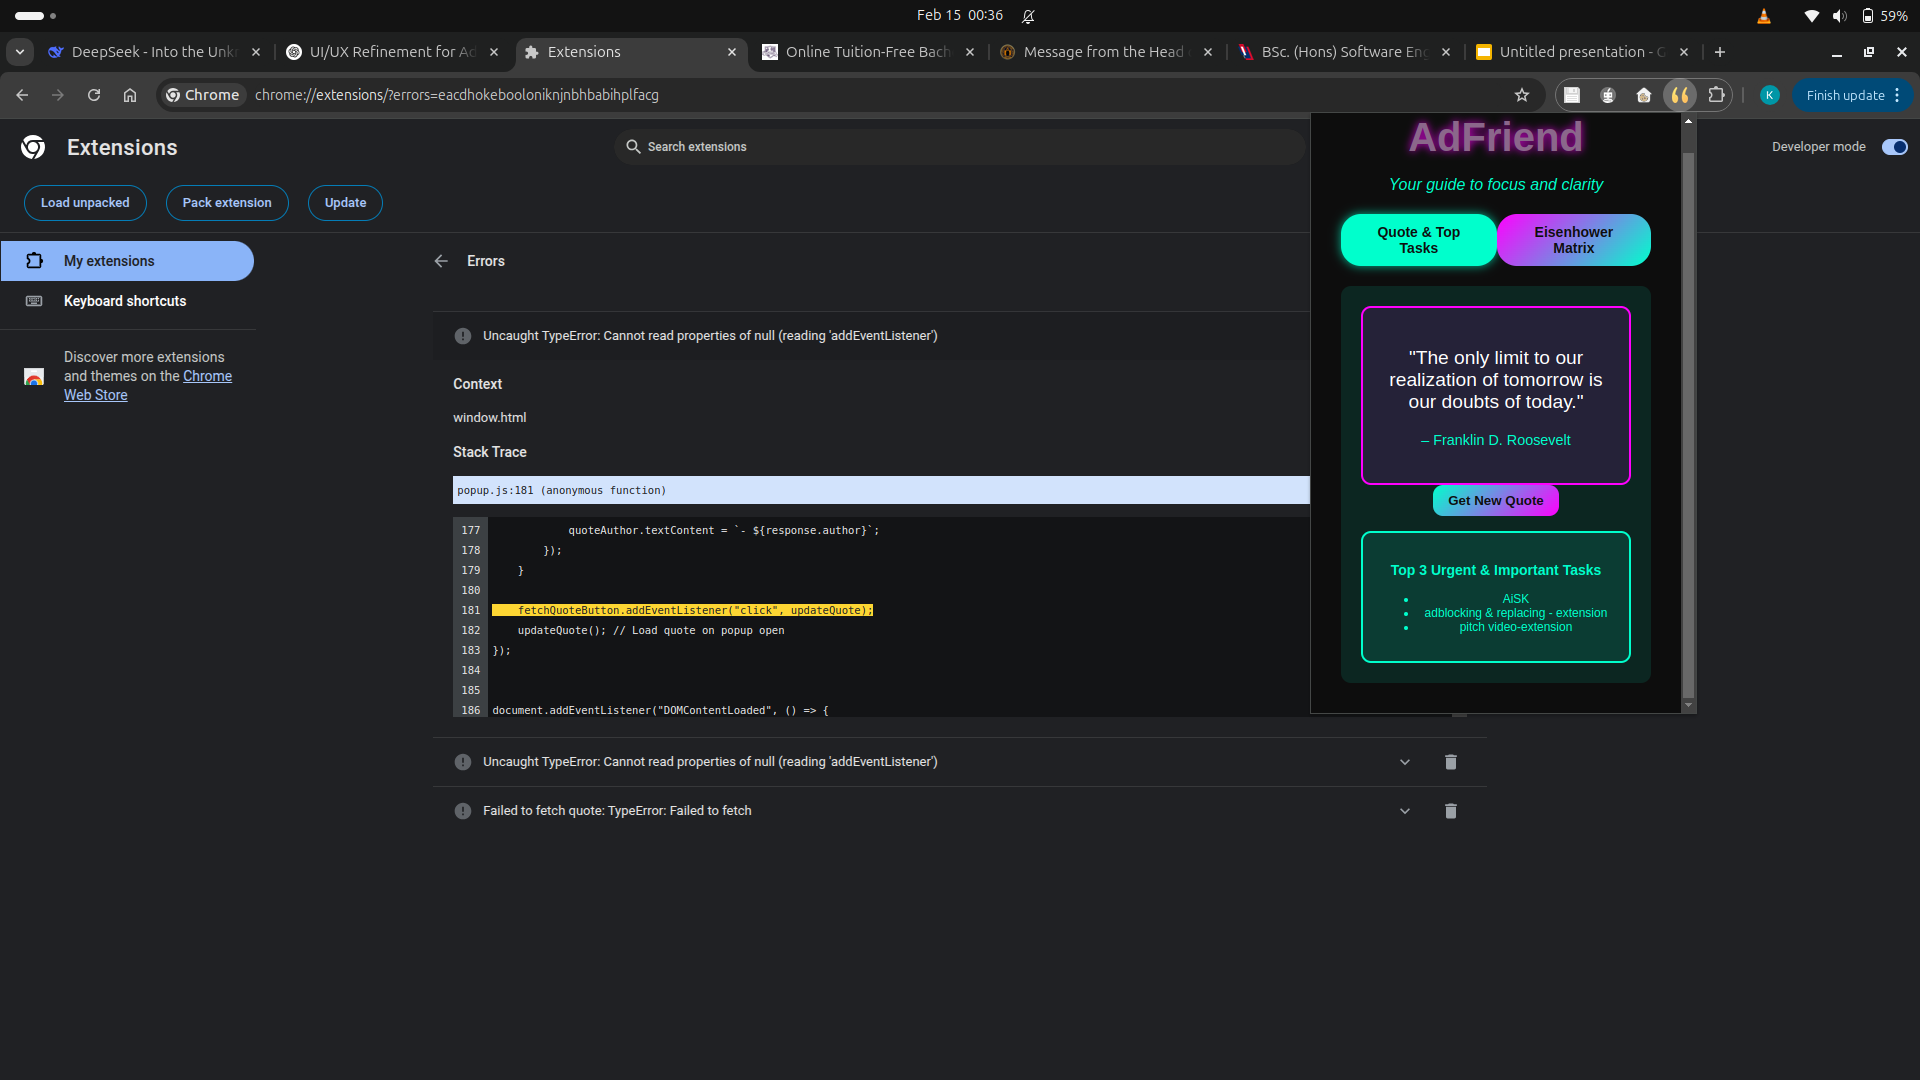 Feb 15 00:36
59%
DeepSeek - Into the Unk
UI/UX Refinement for Ad
Extensions
Online Tuition-Free Bach
Message from the Head
BSc. (Hons) Software Eng
Untitled presentation - G
Chrome
chrome://extensions/?errors=eacdhokebooloniknjnbhbabihplfacg
K
Finish update
Extensions
Search extensions
Developer mode
Load unpacked
Pack extension
Update
My extensions
Keyboard shortcuts
Discover more extensions
and themes on the Chrome
Web Store
Errors
Uncaught TypeError: Cannot read properties of null (reading 'addEventListener')
Context
window.html
Stack Trace
popup.js:181 (anonymous function)
177 quoteAuthor.textContent = `- ${response.author}`;
178 });
179 }
180
181 fetchQuoteButton.addEventListener("click", updateQuote);
182 updateQuote(); // Load quote on popup open
183 });
184
185
186 document.addEventListener("DOMContentLoaded", () => {
Uncaught TypeError: Cannot read properties of null (reading 'addEventListener')
Failed to fetch quote: TypeError: Failed to fetch
AdFriend
Your guide to focus and clarity
Quote & Top
Tasks
Eisenhower
Matrix
"The only limit to our
realization of tomorrow is
our doubts of today."
– Franklin D. Roosevelt
Get New Quote
Top 3 Urgent & Important Tasks
• AiSK
• adblocking & replacing - extension
• pitch video-extension